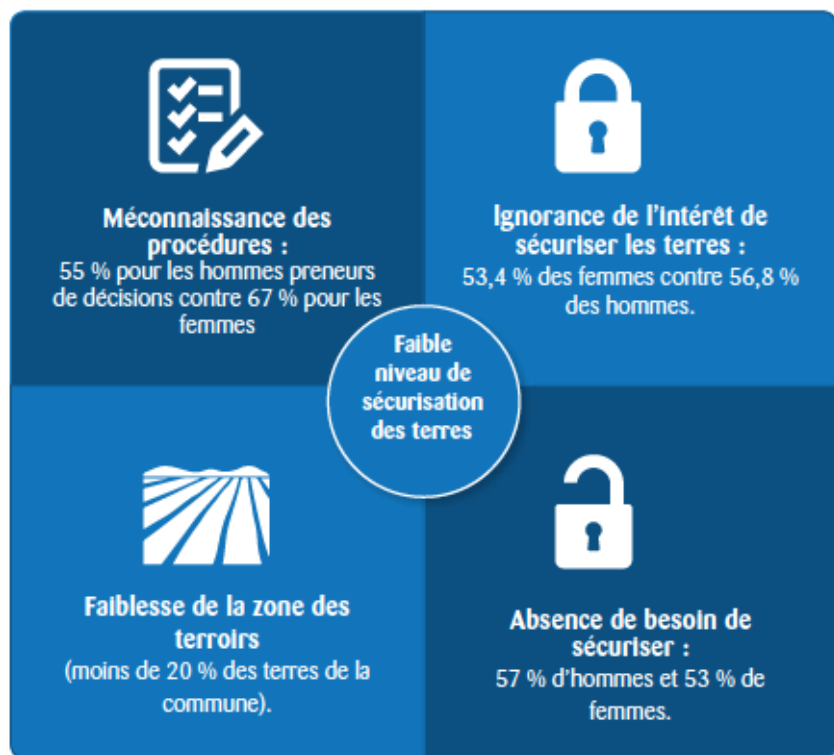 Méconnaissance des
procédures :
55 % pour les hommes preneurs
de décisions contre 67 % pour les
femmes
Ignorance de l'intérêt de
sécuriser les terres :
53,4 % des femmes contre 56,8 %
des hommes.
Faible
niveau de
sécurisation
des terres
Faiblesse de la zone des
terroirs
(moins de 20 % des terres de la
commune).
Absence de besoin de
sécuriser :
57 % d'hommes et 53 % de
femmes.